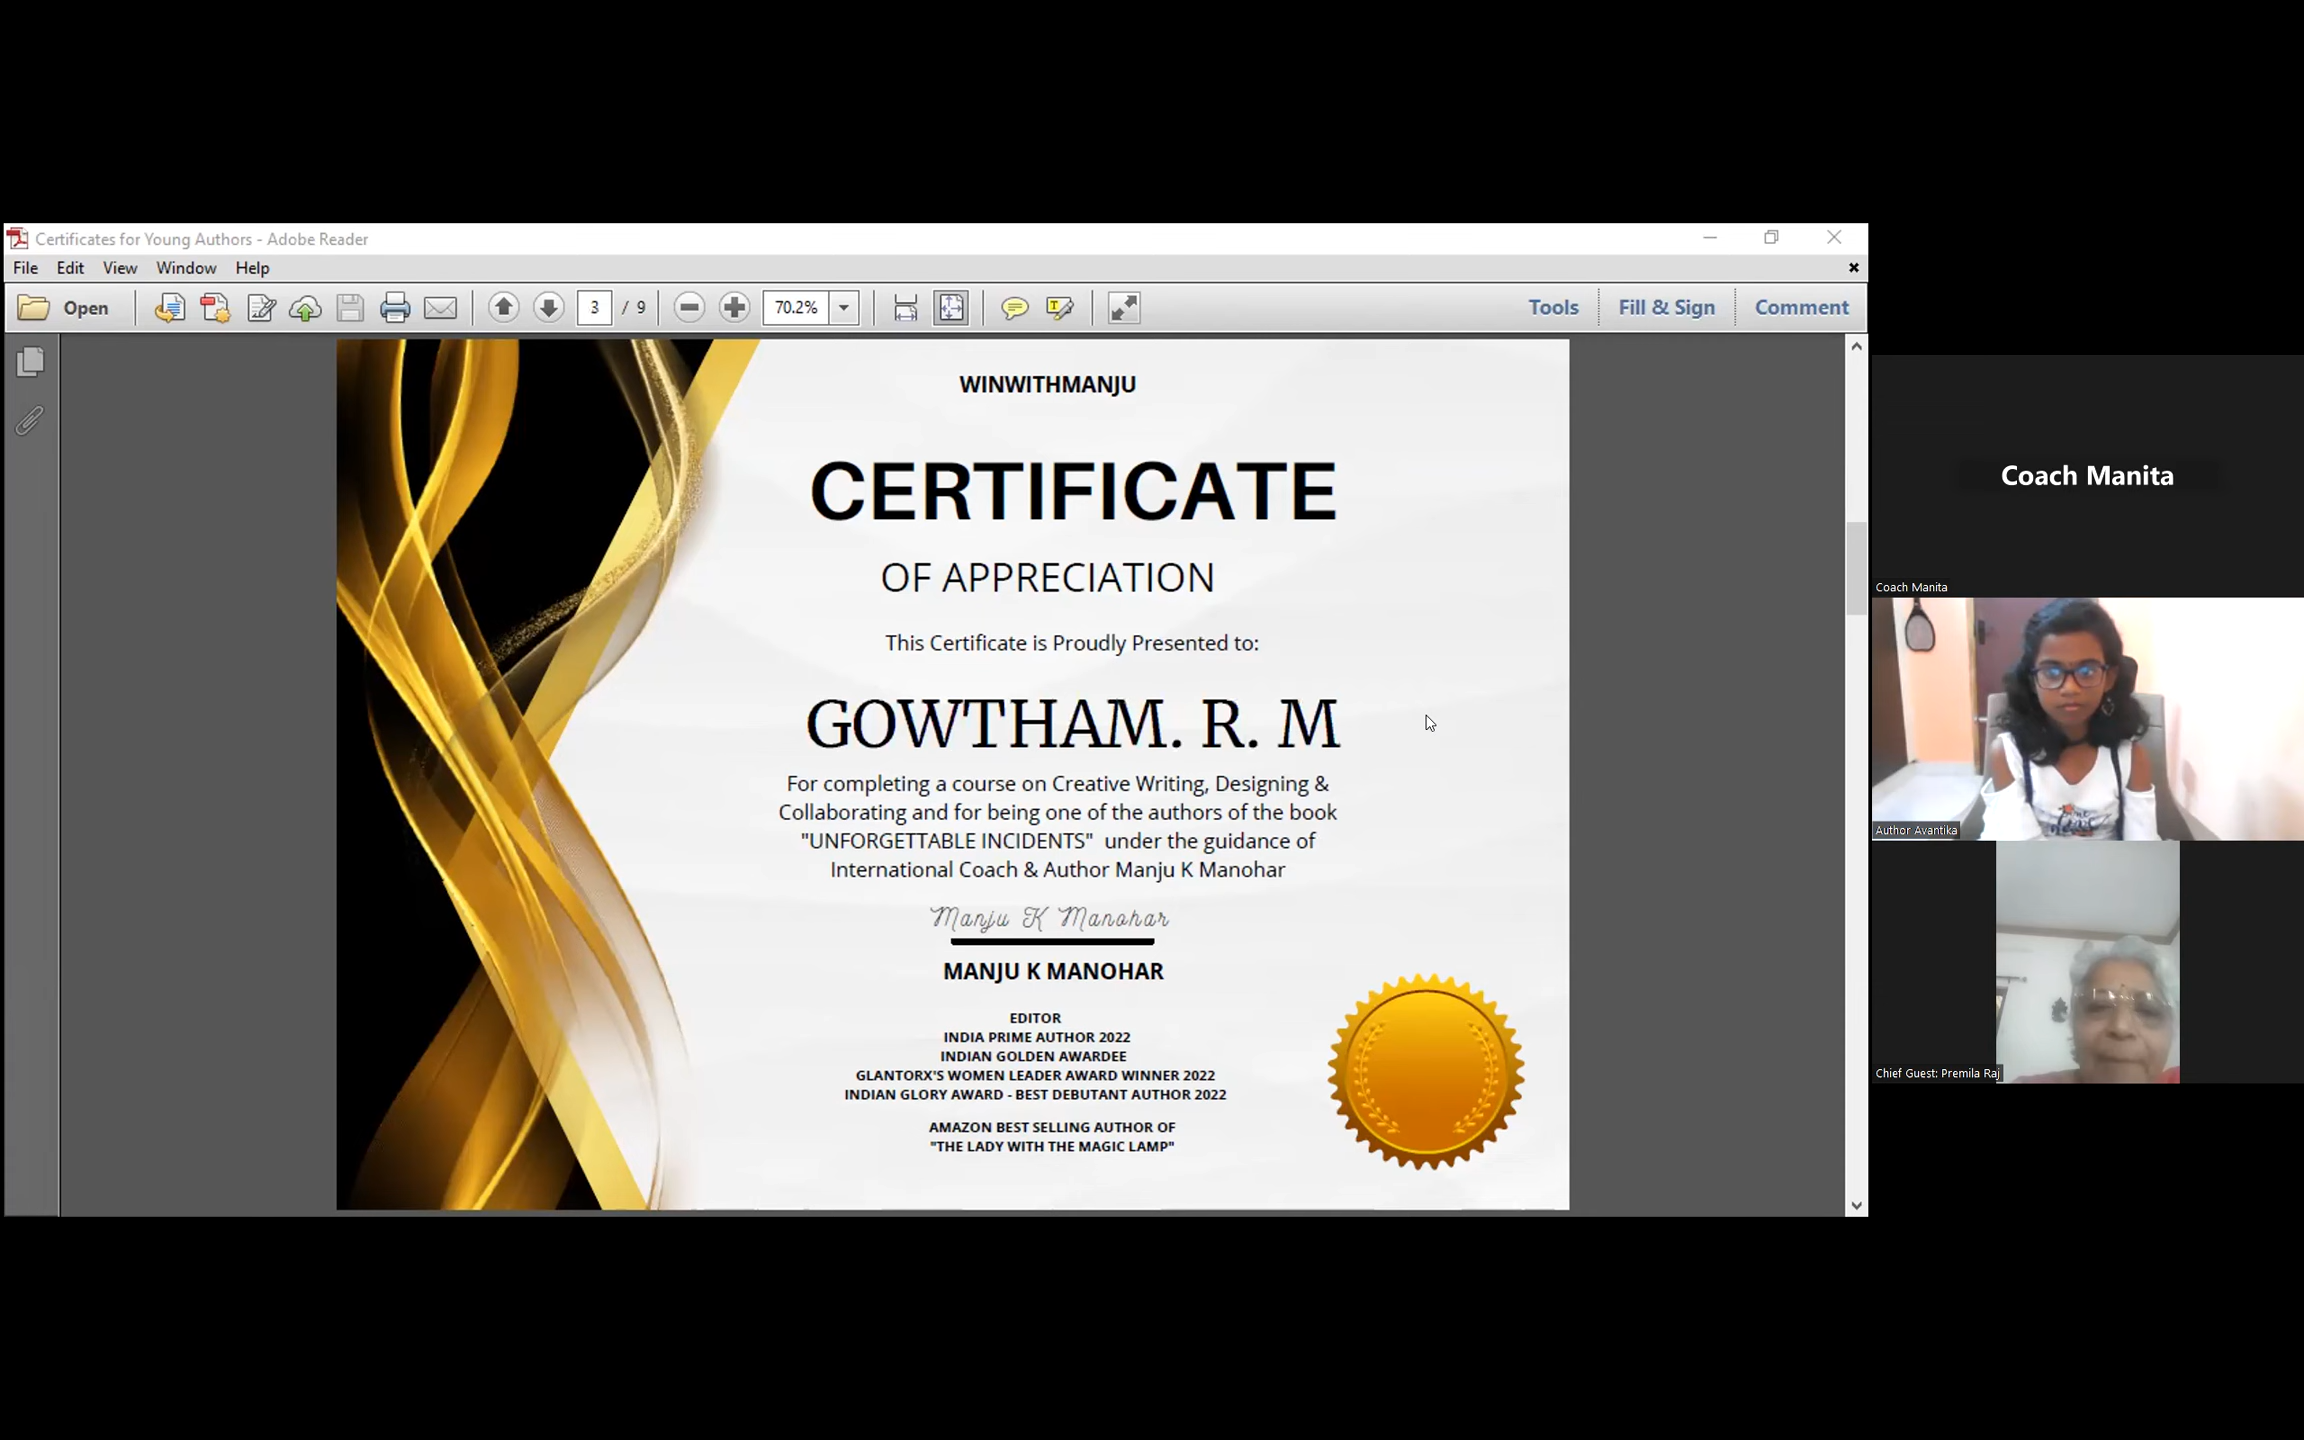 Certificates for Young Authors - Adobe Reader
File Edit View Window Help
Open 3 / 9 70.2% Tools Fill & Sign Comment
WINWITHMANJU
CERTIFICATE
OF APPRECIATION
This Certificate is Proudly Presented to:
GOWTHAM. R. M
For completing a course on Creative Writing, Designing &
Collaborating and for being one of the authors of the book
"UNFORGETTABLE INCIDENTS" under the guidance of
International Coach & Author Manju K Manohar
Manju K Manohar
MANJU K MANOHAR
EDITOR
INDIA PRIME AUTHOR 2022
INDIAN GOLDEN AWARDEE
GLANTORX'S WOMEN LEADER AWARD WINNER 2022
INDIAN GLORY AWARD - BEST DEBUTANT AUTHOR 2022
AMAZON BEST SELLING AUTHOR OF
"THE LADY WITH THE MAGIC LAMP"
Coach Manita
Coach Manita
Author Avantika
Chief Guest: Premila Raj